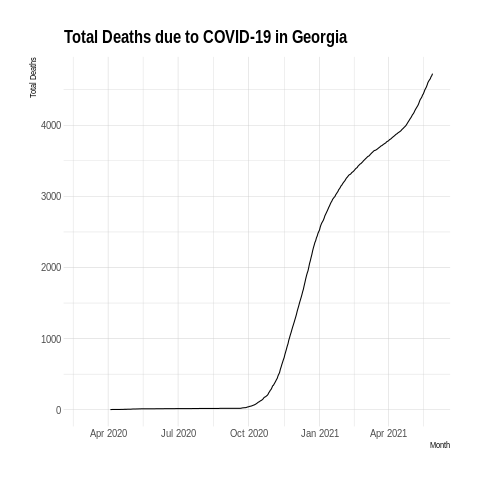 Total Deaths due to COVID-19 in Georgia
Total Deaths
4000
3000
2000
1000
0
Apr 2020 Jul 2020 Oct 2020 Jan 2021 Apr 2021
Month